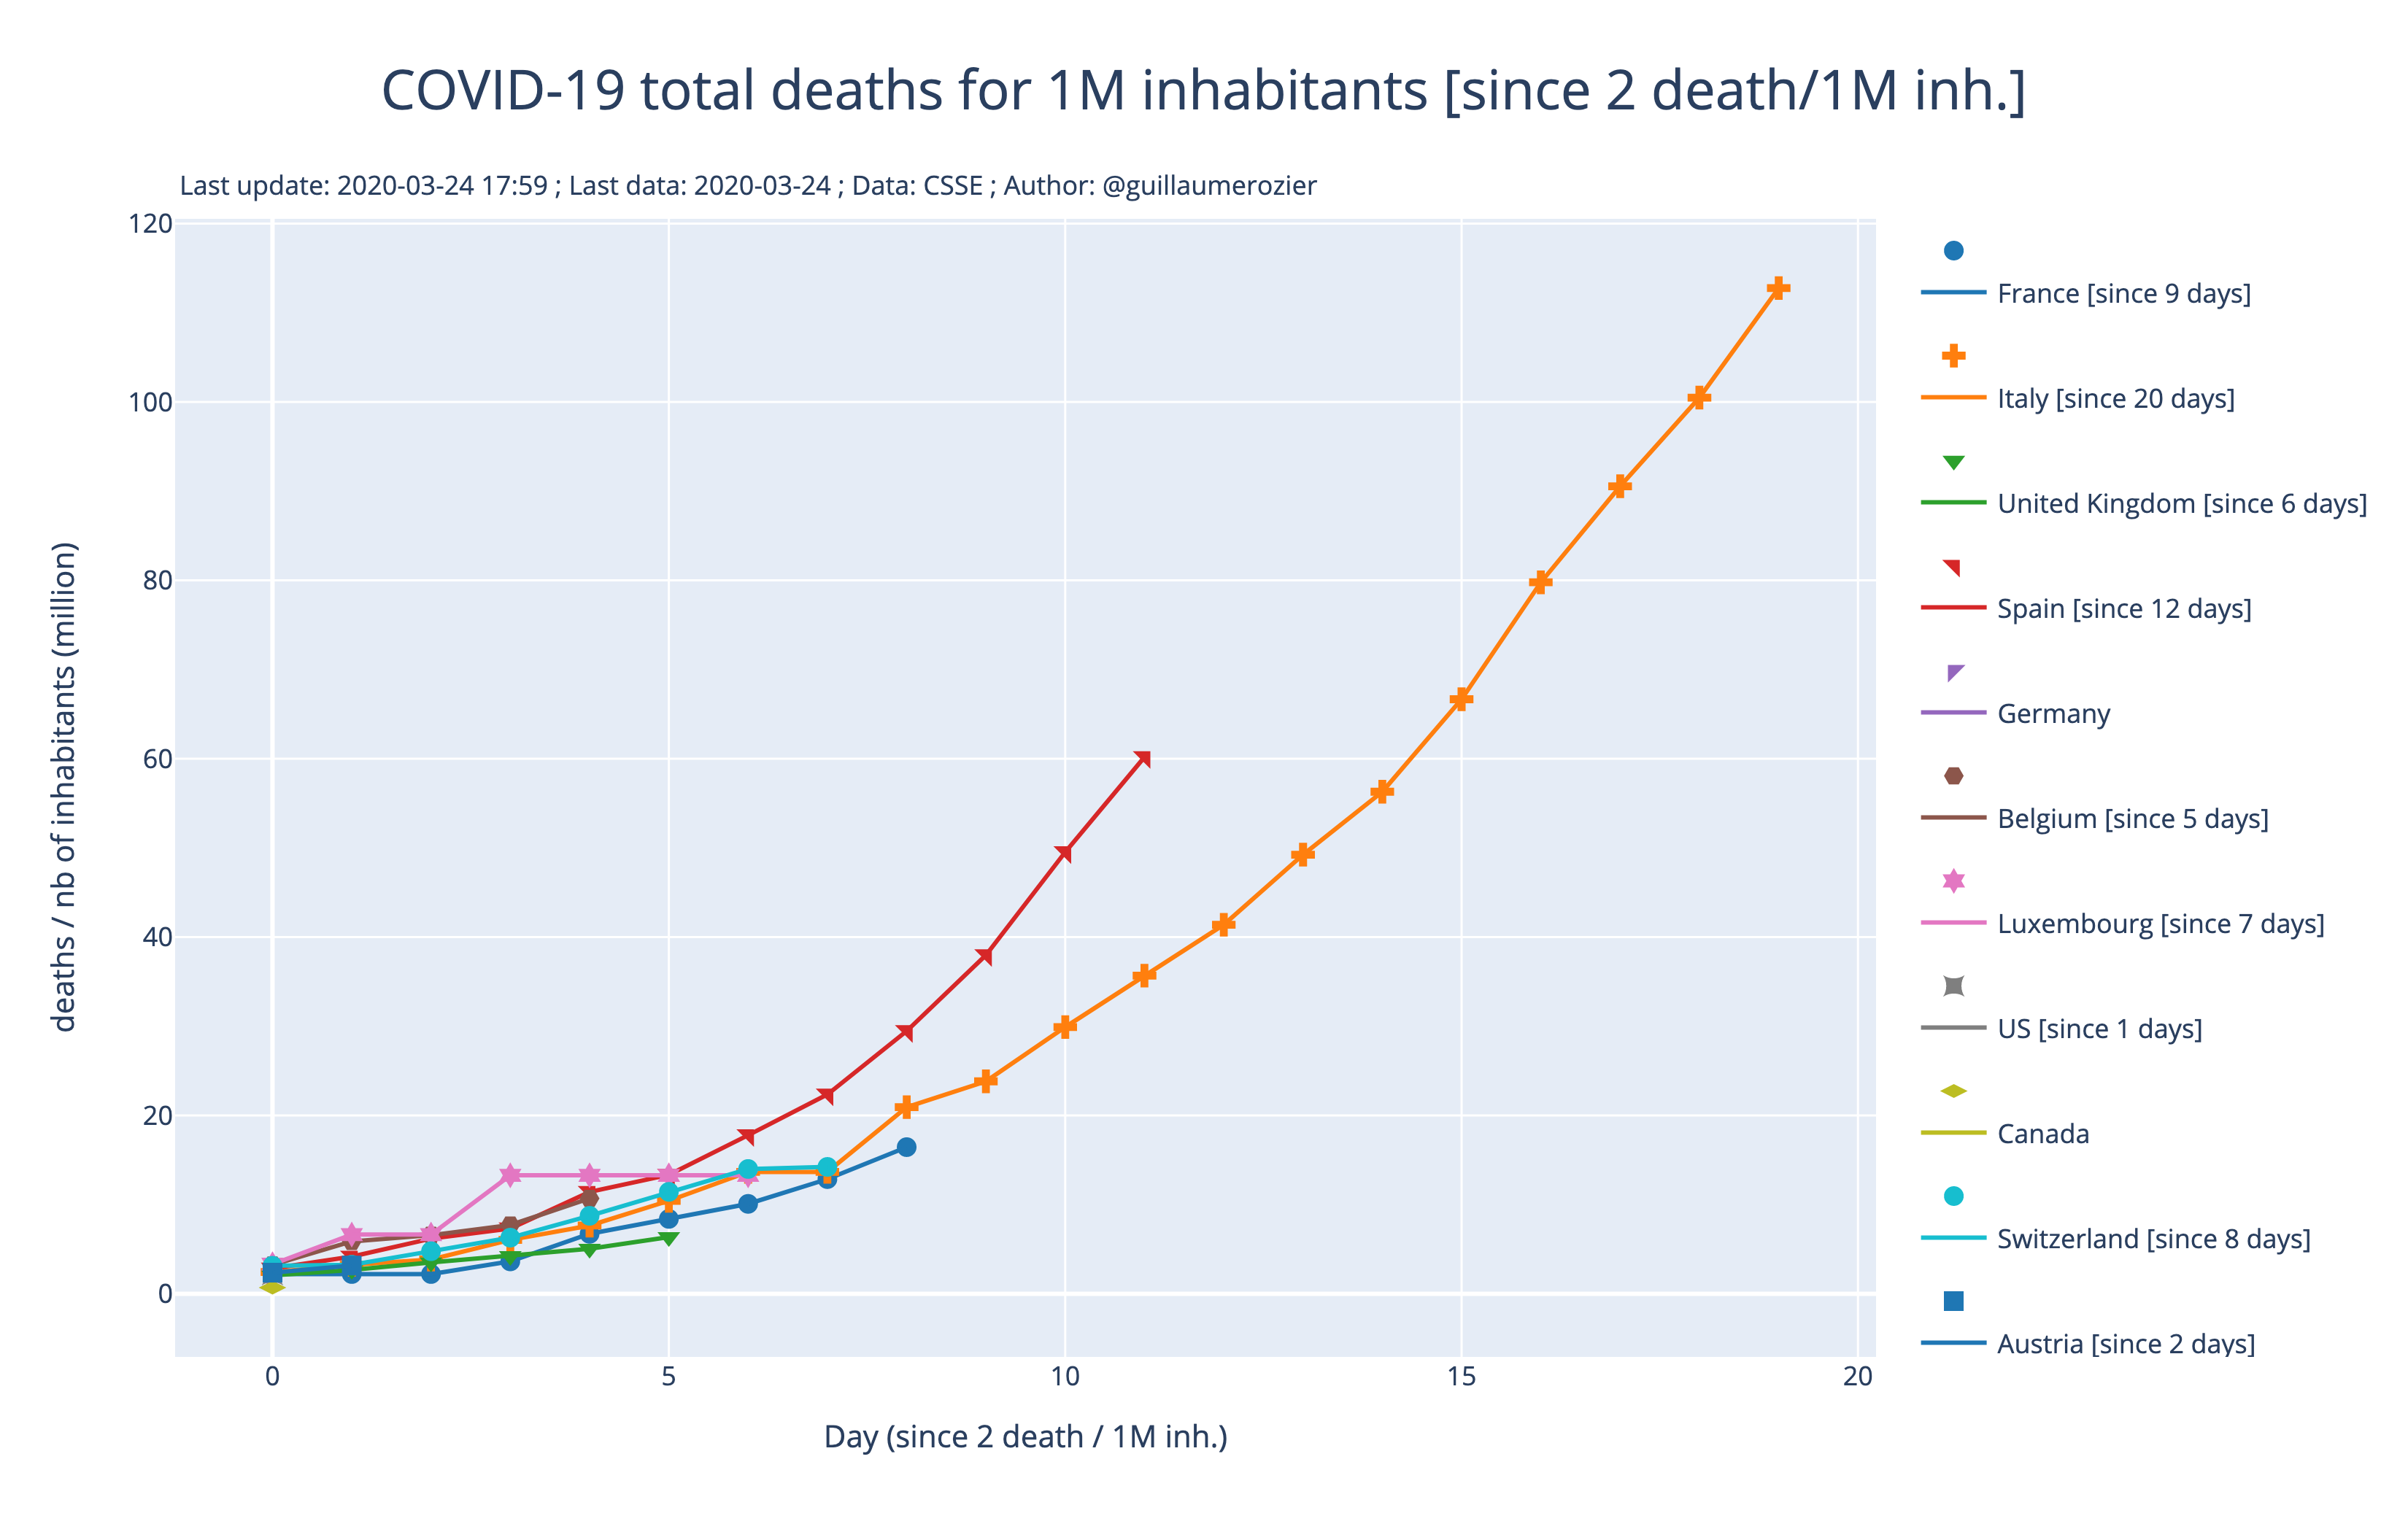 COVID-19 total deaths for 1M inhabitants [since 2 death/1M inh.]
Last update: 2020-03-24 17:59 ; Last data: 2020-03-24 ; Data: CSSE ; Author: @guillaumerozier
120
100
80
60
40
20
0
deaths / nb of inhabitants (million)
0
5
10
15
20
Day (since 2 death / 1M inh.)
France [since 9 days]
Italy [since 20 days]
United Kingdom [since 6 days]
Spain [since 12 days]
Germany
Belgium [since 5 days]
Luxembourg [since 7 days]
US [since 1 days]
Canada
Switzerland [since 8 days]
Austria [since 2 days]